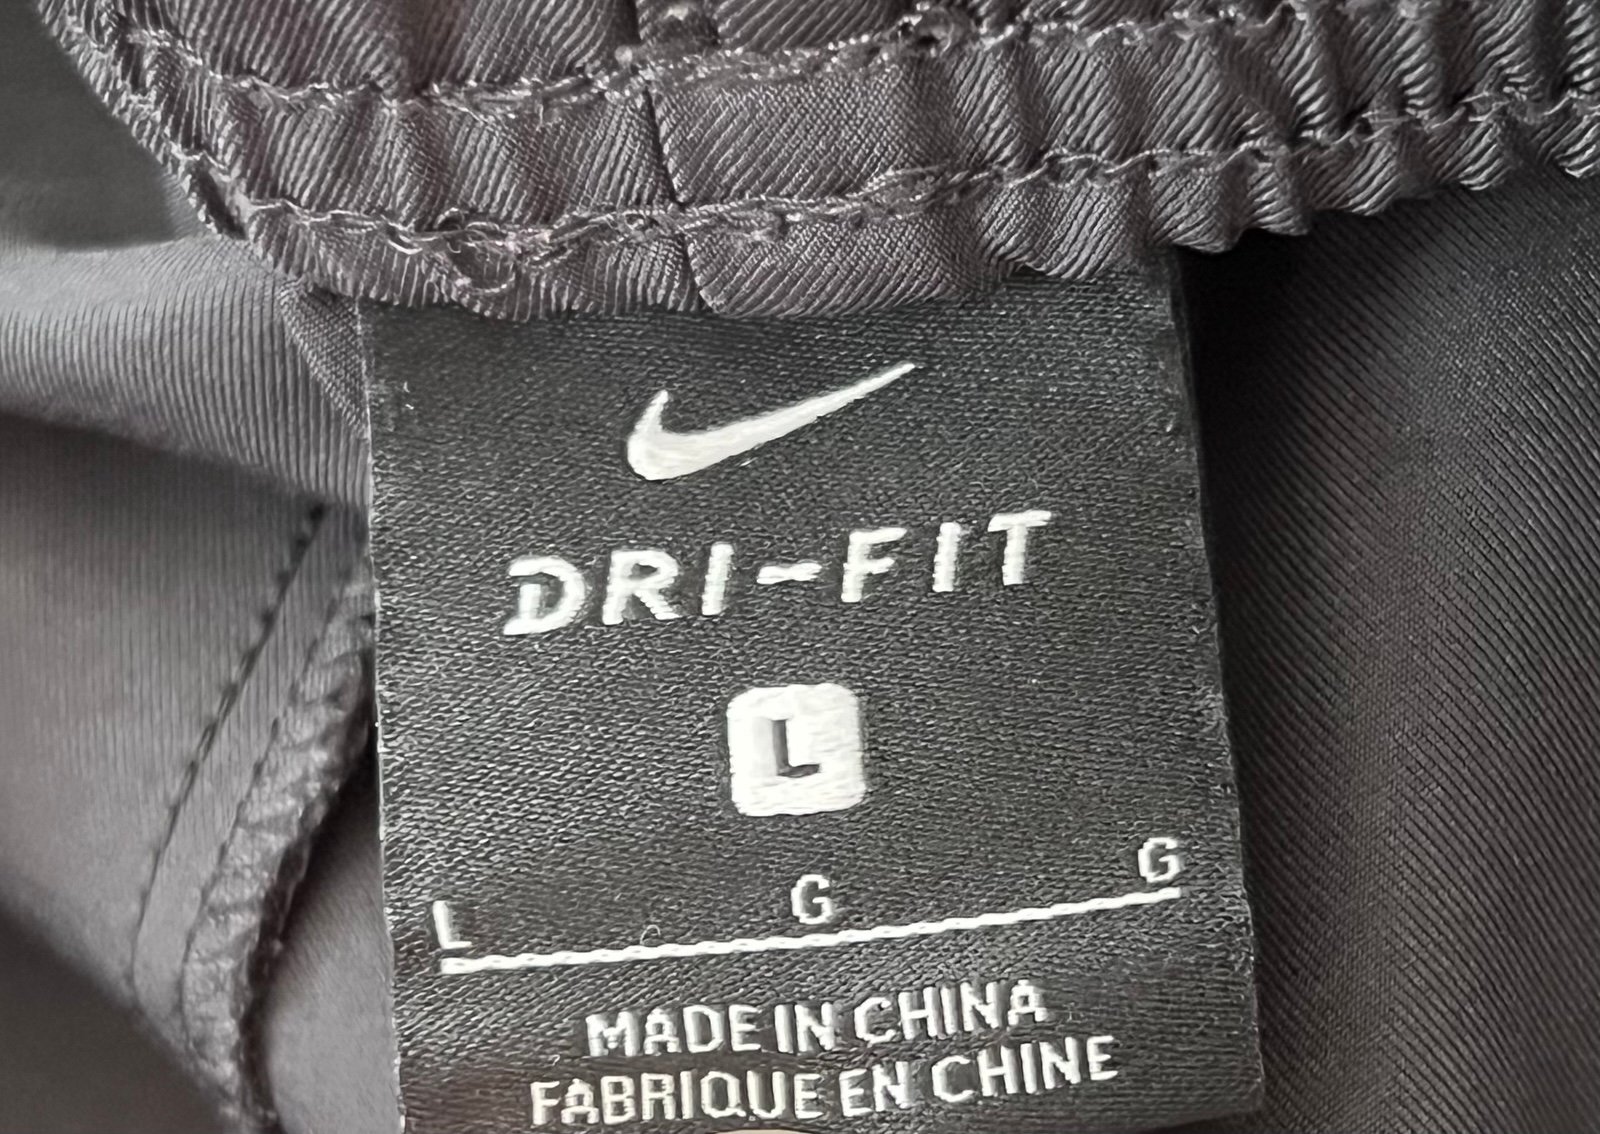 DRI-FIT
L
L G G
MADE IN CHINA
FABRIQUE EN CHINE